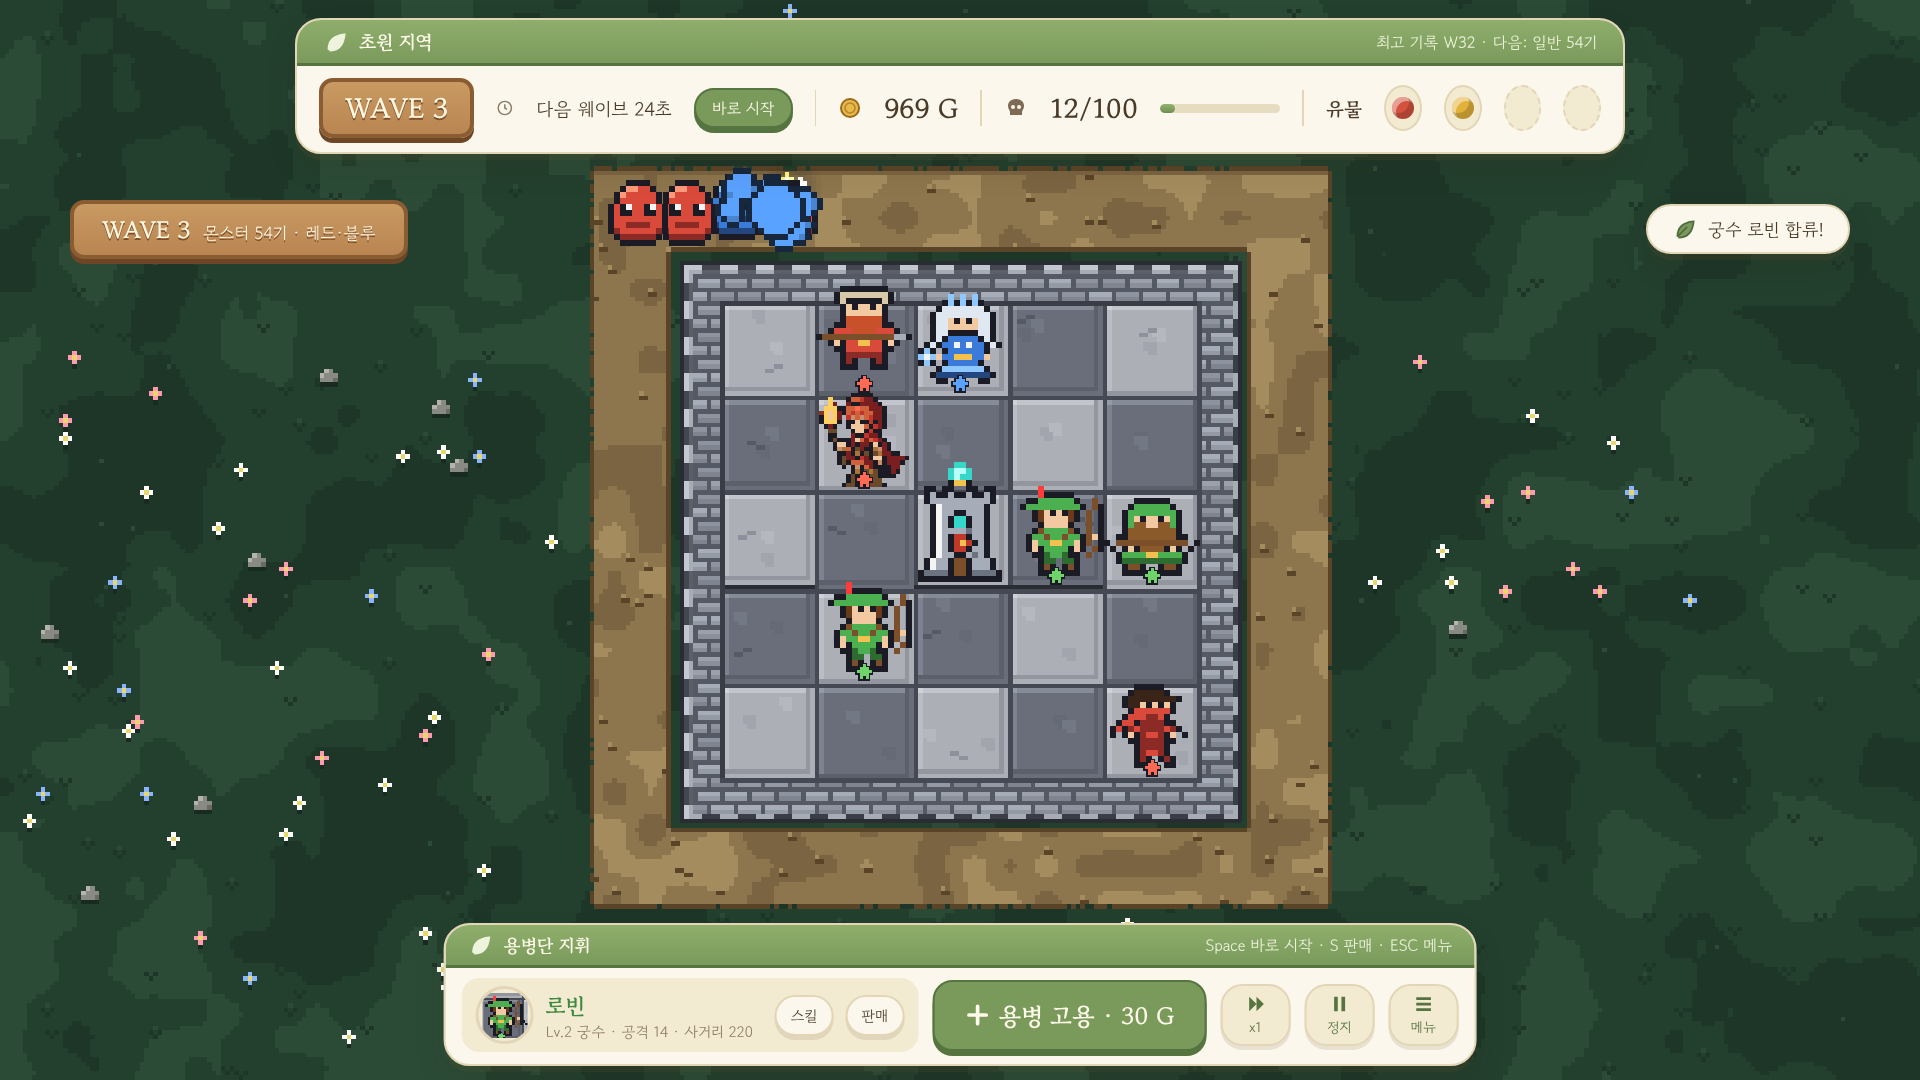 초원 지역
최고 기록 W32 · 다음: 일반 54기
WAVE 3
다음 웨이브 24초
바로 시작
969 G
12/100
유물
WAVE 3 몬스터 54기 · 레드·블루
궁수 로빈 합류!
용병단 지휘
Space 바로 시작 · S 판매 · ESC 메뉴
로빈
Lv.2 궁수 · 공격 14 · 사거리 220
스킬
판매
+ 용병 고용 · 30 G
x1
정지
메뉴